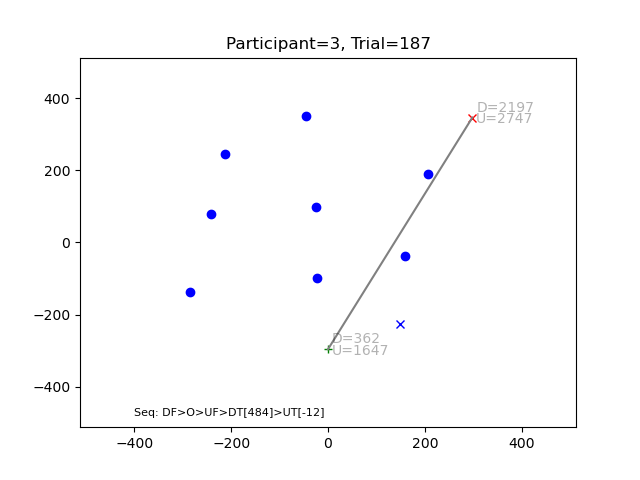 Participant=3, Trial=187
400
200
0
−200
−400
D=2197
U=2747
D=362
U=1647
Seq: DF>O>UF>DT[484]>UT[-12]
−400
−200
0
200
400